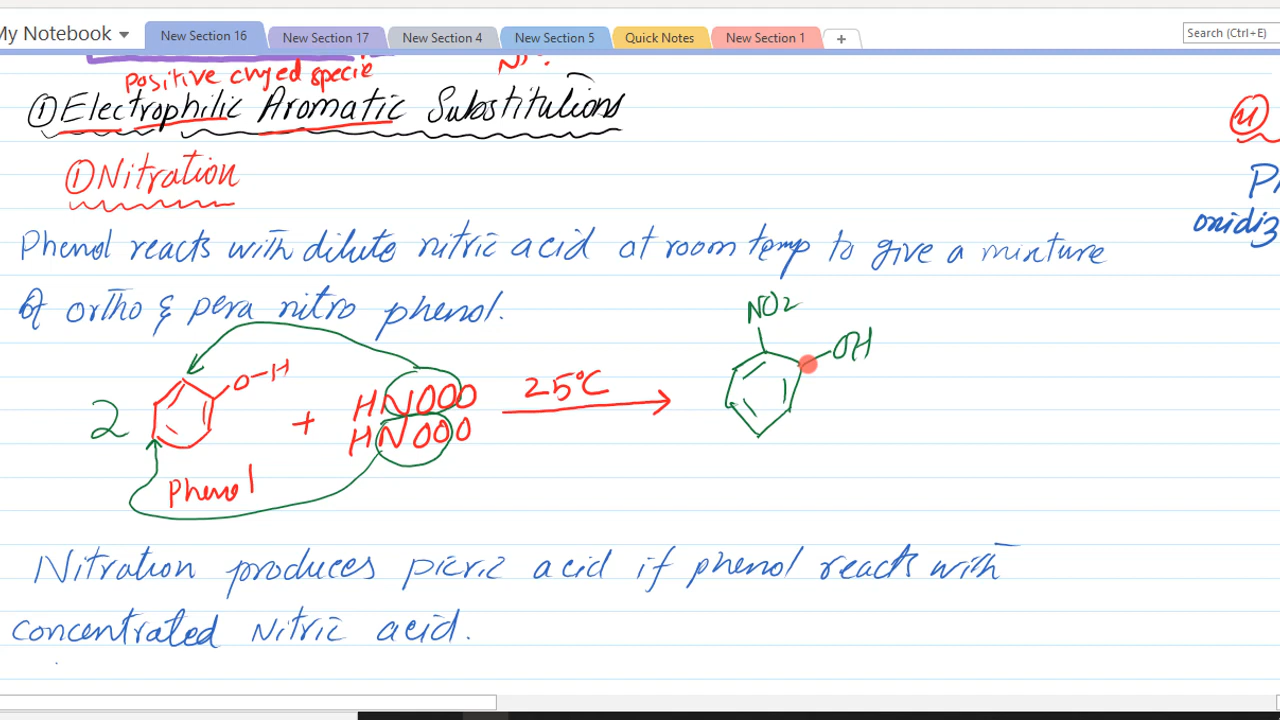 My Notebook
New Section 16
New Section 17
New Section 4
New Section 5
Quick Notes
New Section 1
+
Search (Ctrl+E)
positive chrged specie
① Electrophilic Aromatic Substitutions
① Nitration
Phenol reacts with dilute nitric acid at room temp to give a mixture
of ortho & pera nitro phenol.
2
O-H
+
HNOOO
HNOOO
25°C
NO2
OH
Phenol
Nitration produces picric acid if phenol reacts with
concentrated Nitric acid.
onidiz